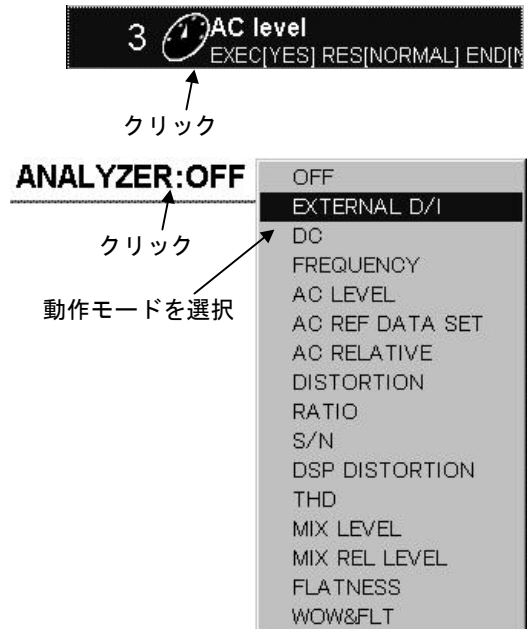 3 AC level
EXEC[YES] RES[NORMAL] END[
クリック
ANALYZER:OFF
クリック
動作モードを選択
OFF
EXTERNAL D/I
DC
FREQUENCY
AC LEVEL
AC REF DATA SET
AC RELATIVE
DISTORTION
RATIO
S/N
DSP DISTORTION
THD
MIX LEVEL
MIX REL LEVEL
FLATNESS
WOW&FLT